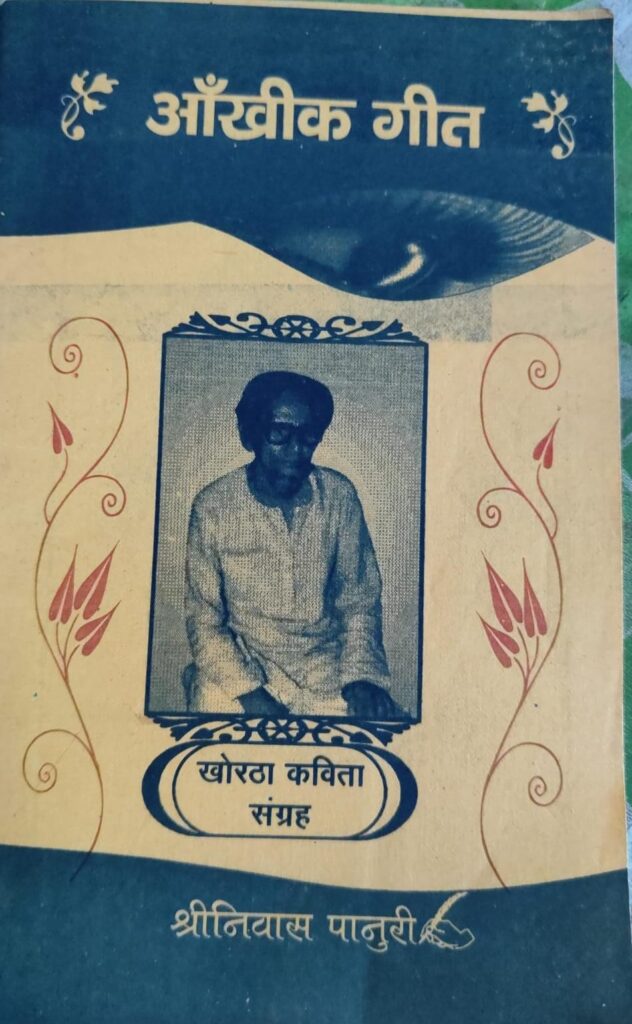 आँखीक गीत
खोरठा कविता
संग्रह
श्रीनिवास पानुरी